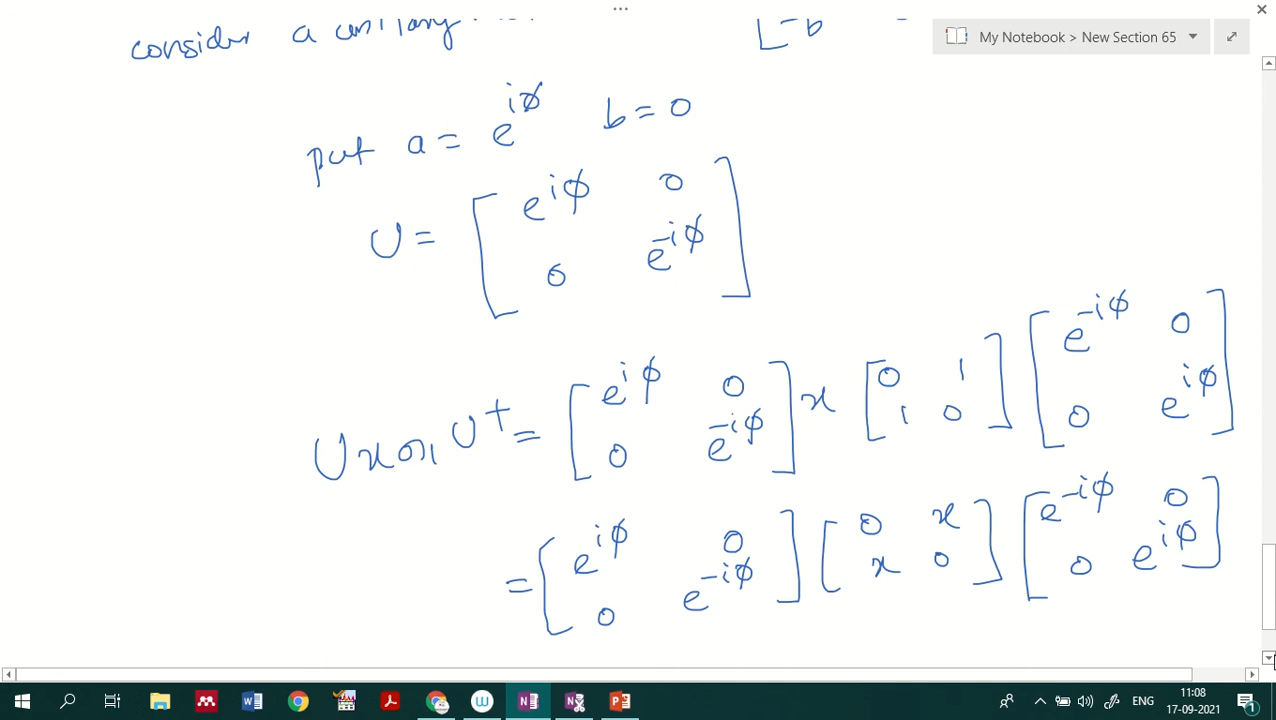 consider a auxilary
[ -b
My Notebook > New Section 65
put a = e^{iφ} b = 0
U = [ e^{iφ} 0
0 e^{-iφ} ]
U x σ₁ U† = [ e^{iφ} 0 ; 0 e^{-iφ} ] x [ 0 1 ; 1 0 ] [ e^{-iφ} 0 ; 0 e^{iφ} ]
= [ e^{iφ} 0 ; 0 e^{-iφ} ] [ 0 x ; x 0 ] [ e^{-iφ} 0 ; 0 e^{iφ} ]
ENG
11:08
17-09-2021